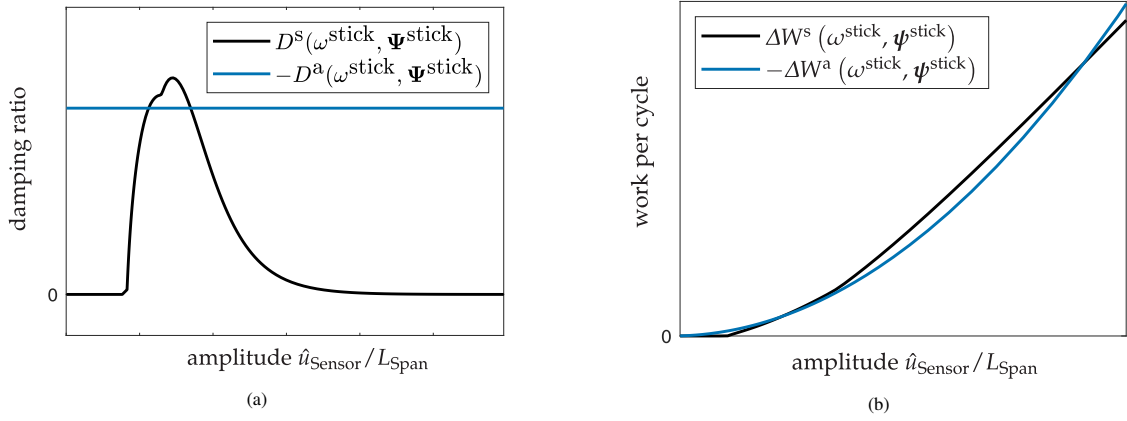 damping ratio
D^s(ω^stick, Ψ^stick)
−D^a(ω^stick, Ψ^stick)
0
amplitude û_Sensor/L_Span
(a)
work per cycle
ΔW^s (ω^stick, ψ^stick)
−ΔW^a (ω^stick, ψ^stick)
0
amplitude û_Sensor/L_Span
(b)